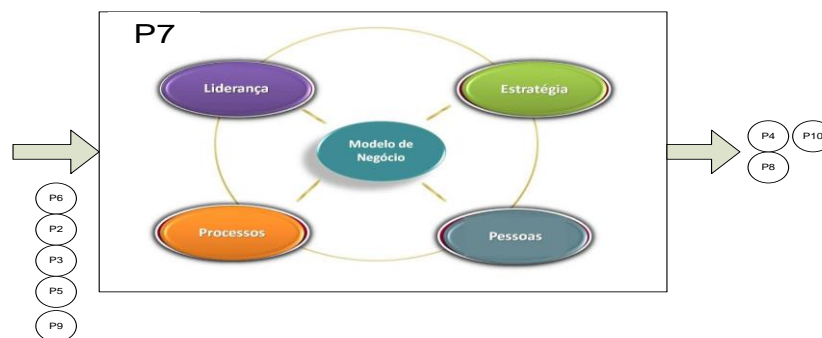 P7
Liderança
Estratégia
Modelo de
Negócio
Processos
Pessoas
P6
P2
P3
P5
P9
P4
P10
P8